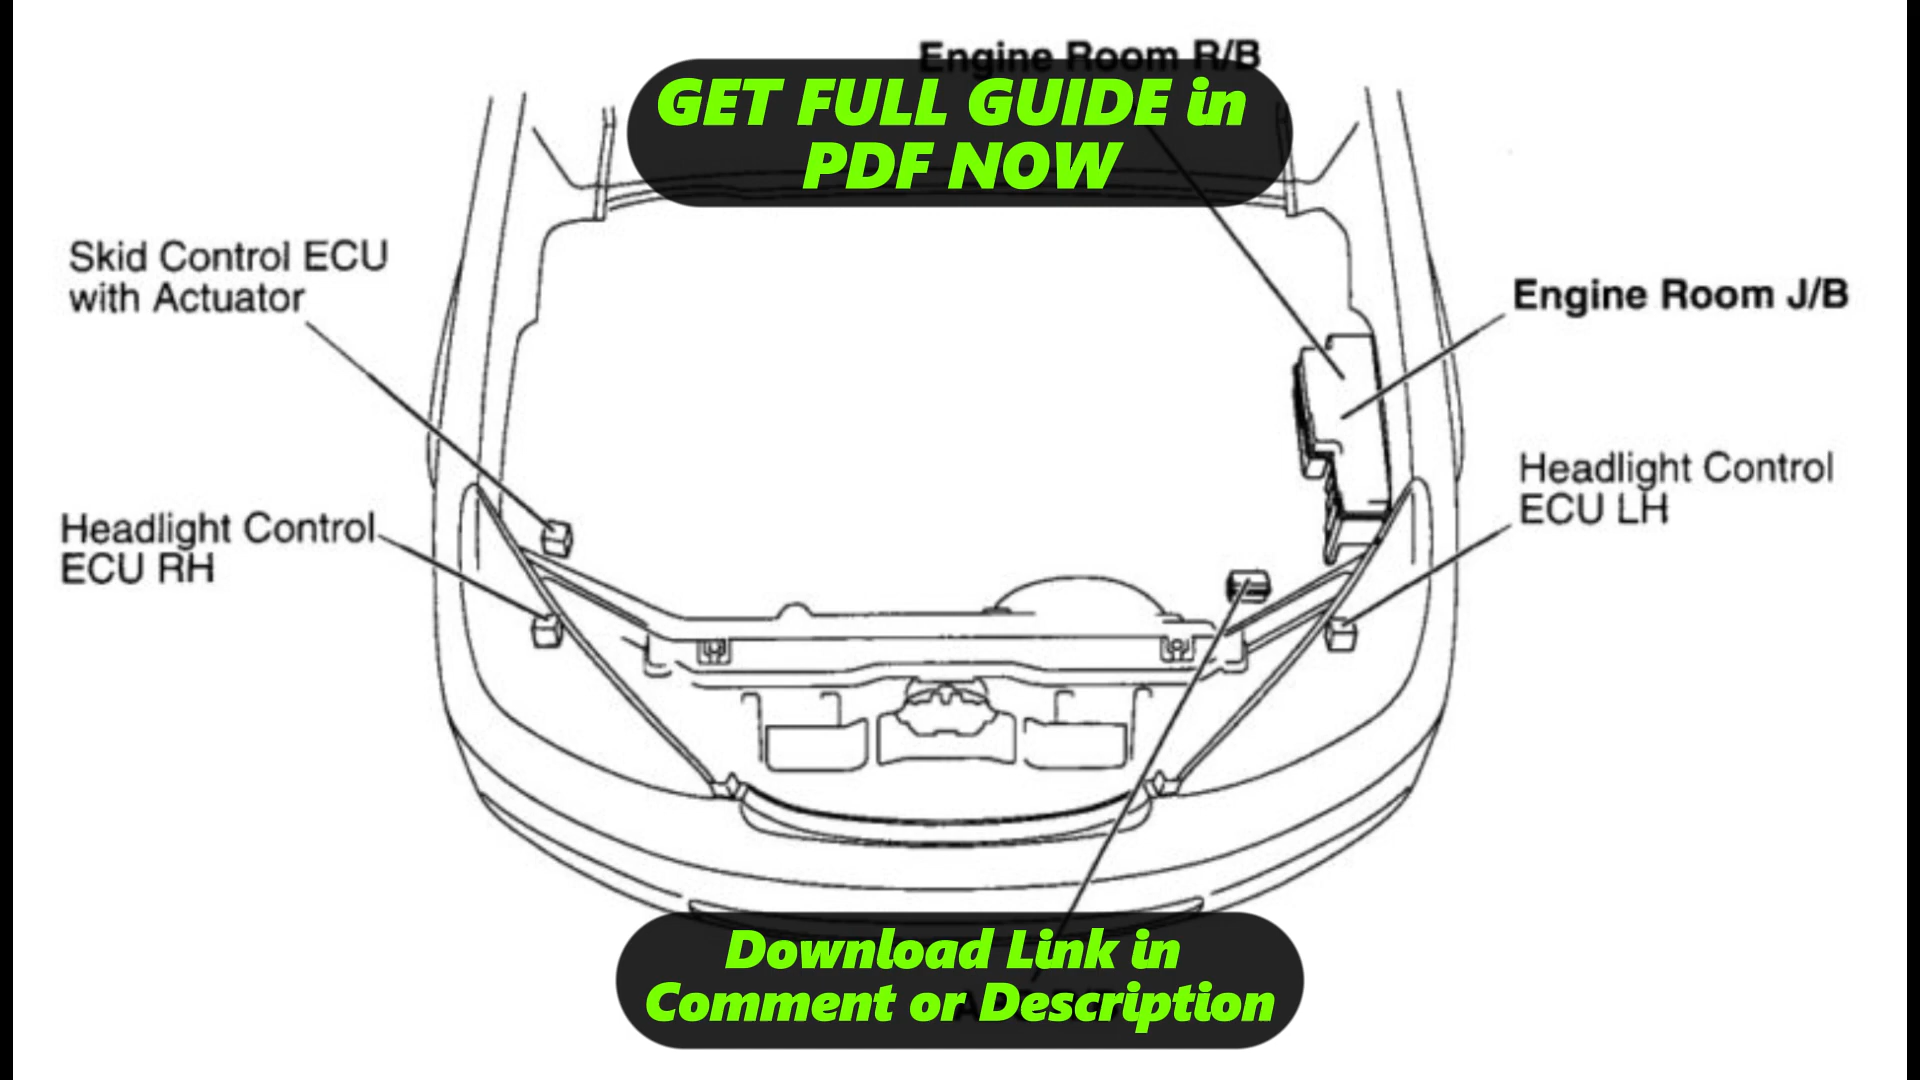 Engine Room R/B
GET FULL GUIDE in
PDF NOW
Skid Control ECU
with Actuator
Engine Room J/B
Headlight Control
ECU LH
Headlight Control
ECU RH
Download Link in
Comment or Description